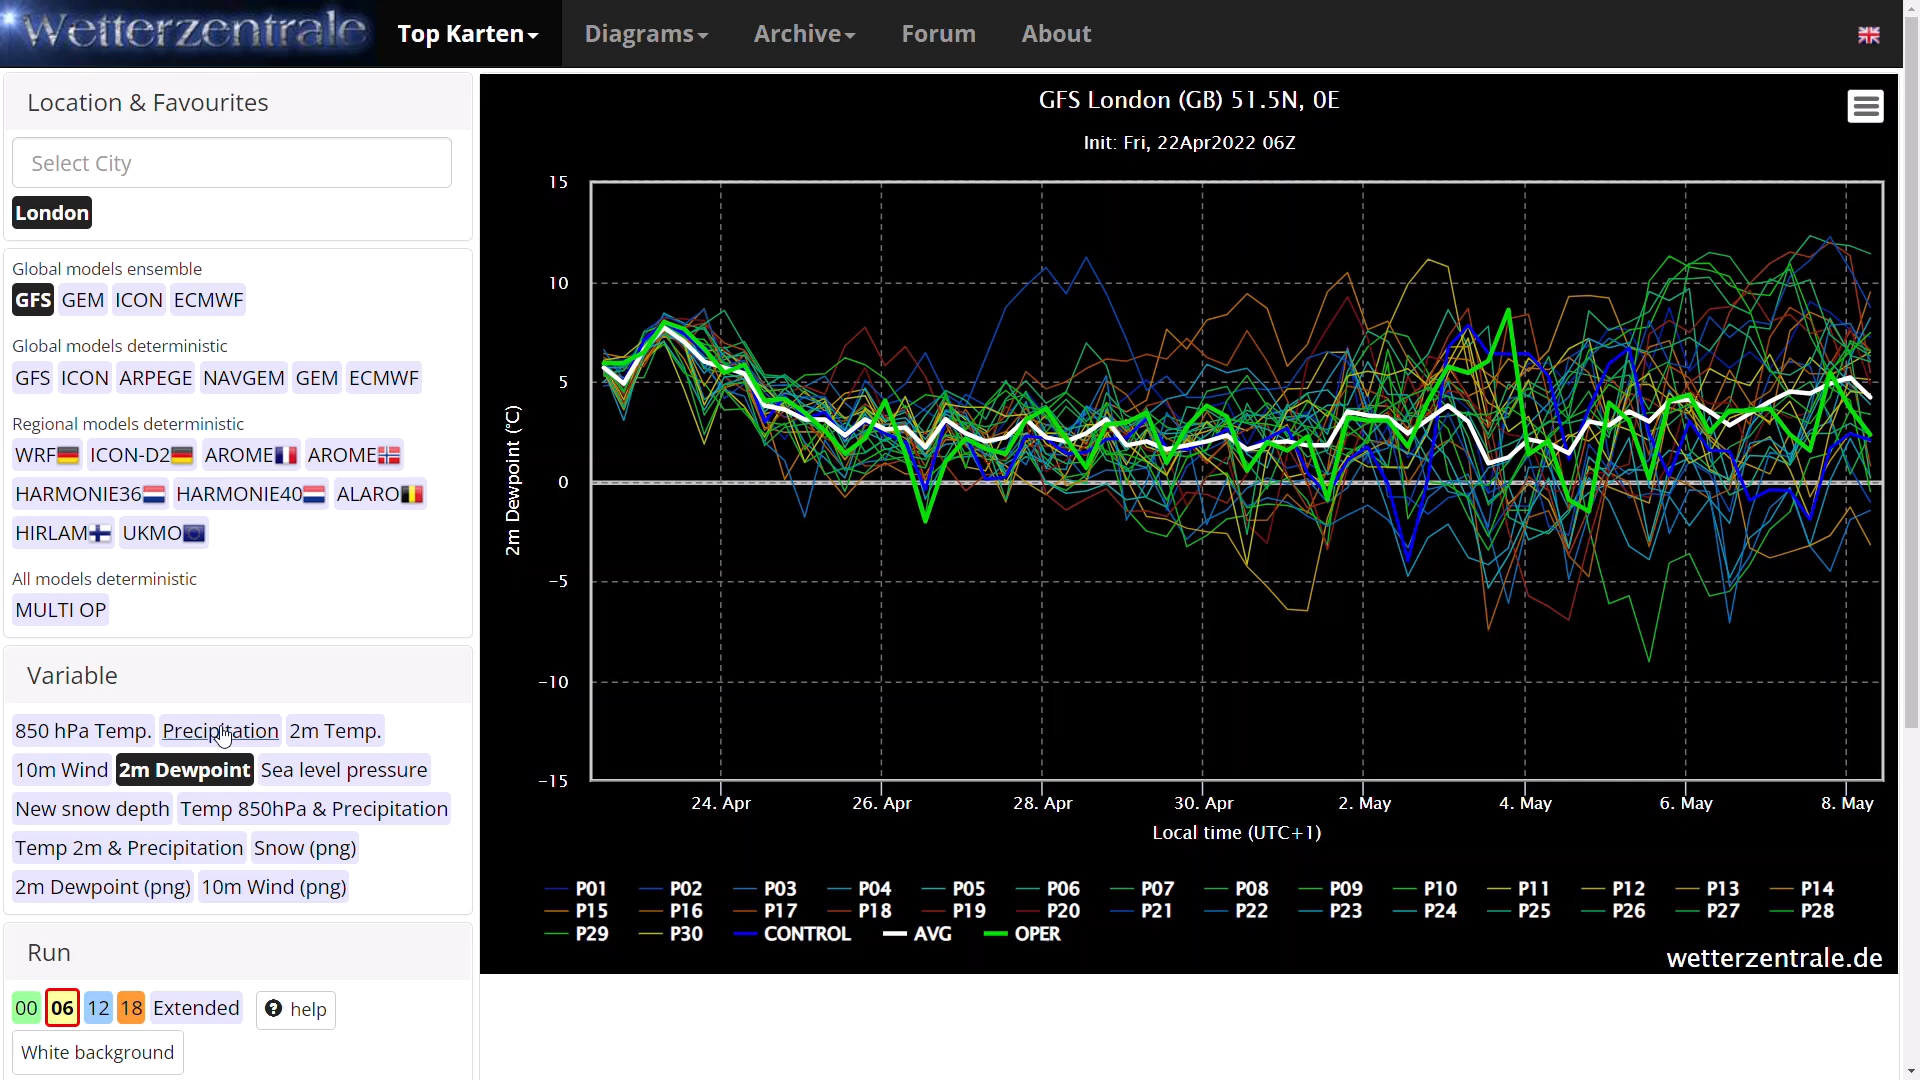 Wetterzentrale
Top Karten Diagrams Archive Forum About
Location & Favourites
Select City
London
Global models ensemble
GFS GEM ICON ECMWF
Global models deterministic
GFS ICON ARPEGE NAVGEM GEM ECMWF
Regional models deterministic
WRF ICON-D2 AROME AROME
HARMONIE36 HARMONIE40 ALARO
HIRLAM UKMO
All models deterministic
MULTI OP
Variable
850 hPa Temp. Precipitation 2m Temp.
10m Wind 2m Dewpoint Sea level pressure
New snow depth Temp 850hPa & Precipitation
Temp 2m & Precipitation Snow (png)
2m Dewpoint (png) 10m Wind (png)
Run
00 06 12 18 Extended ? help
White background
GFS London (GB) 51.5N, 0E
Init: Fri, 22Apr2022 06Z
15
10
5
0
−5
−10
−15
2m Dewpoint (°C)
24. Apr 26. Apr 28. Apr 30. Apr 2. May 4. May 6. May 8. May
Local time (UTC+1)
P01 P02 P03 P04 P05 P06 P07 P08 P09 P10 P11 P12 P13 P14
P15 P16 P17 P18 P19 P20 P21 P22 P23 P24 P25 P26 P27 P28
P29 P30 CONTROL AVG OPER
wetterzentrale.de